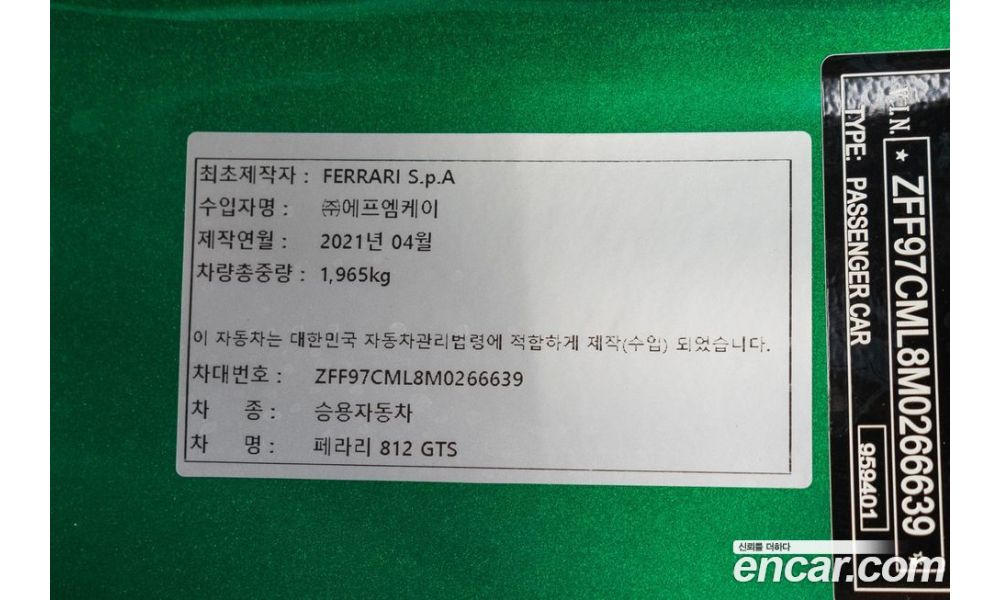 최초제작자 : FERRARI S.p.A
수입자명 : ㈜에프엠케이
제작연월 : 2021년 04월
차량총중량 : 1,965kg
이 자동차는 대한민국 자동차관리법령에 적합하게 제작(수입) 되었습니다.
차대번호 : ZFF97CML8M0266639
차 종 : 승용자동차
차 명 : 페라리 812 GTS
V.I.N. ★ ZFF97CML8M0266639 ★
TYPE: PASSENGER CAR 959401
신뢰를 더하다
encar.com